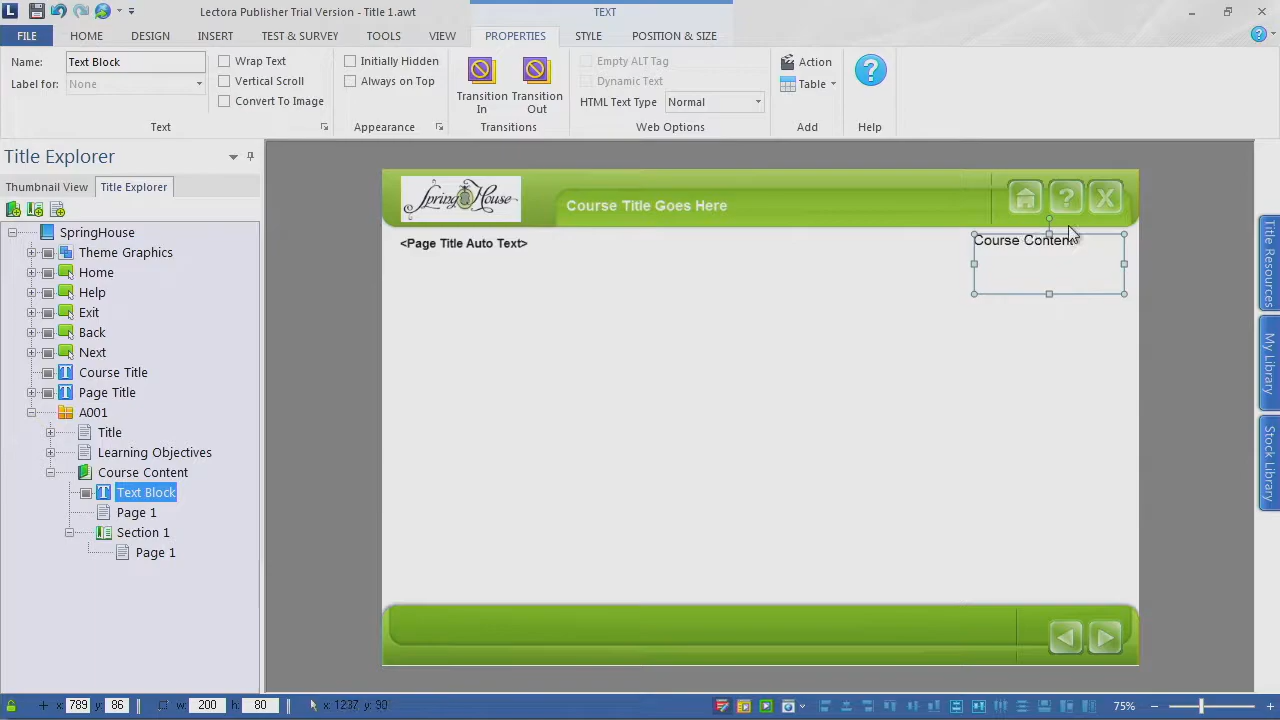 Lectora Publisher Trial Version - Title 1.awt
TEXT
FILE
HOME
DESIGN
INSERT
TEST & SURVEY
TOOLS
VIEW
PROPERTIES
STYLE
POSITION & SIZE
Name:
Text Block
Label for:
None
Wrap Text
Vertical Scroll
Convert To Image
Text
Initially Hidden
Always on Top
Appearance
Transition In
Transition Out
Transitions
Empty ALT Tag
Dynamic Text
HTML Text Type
Normal
Web Options
Action
Table
Add
Help
Title Explorer
Thumbnail View
Title Explorer
SpringHouse
Theme Graphics
Home
Help
Exit
Back
Next
Course Title
Page Title
A001
Title
Learning Objectives
Course Content
Text Block
Page 1
Section 1
Page 1
Spring House
Course Title Goes Here
<Page Title Auto Text>
Course Content
Title Resources
My Library
Stock Library
x: 789 y: 86
w: 200 h: 80
x: 1237 y: 90
75%